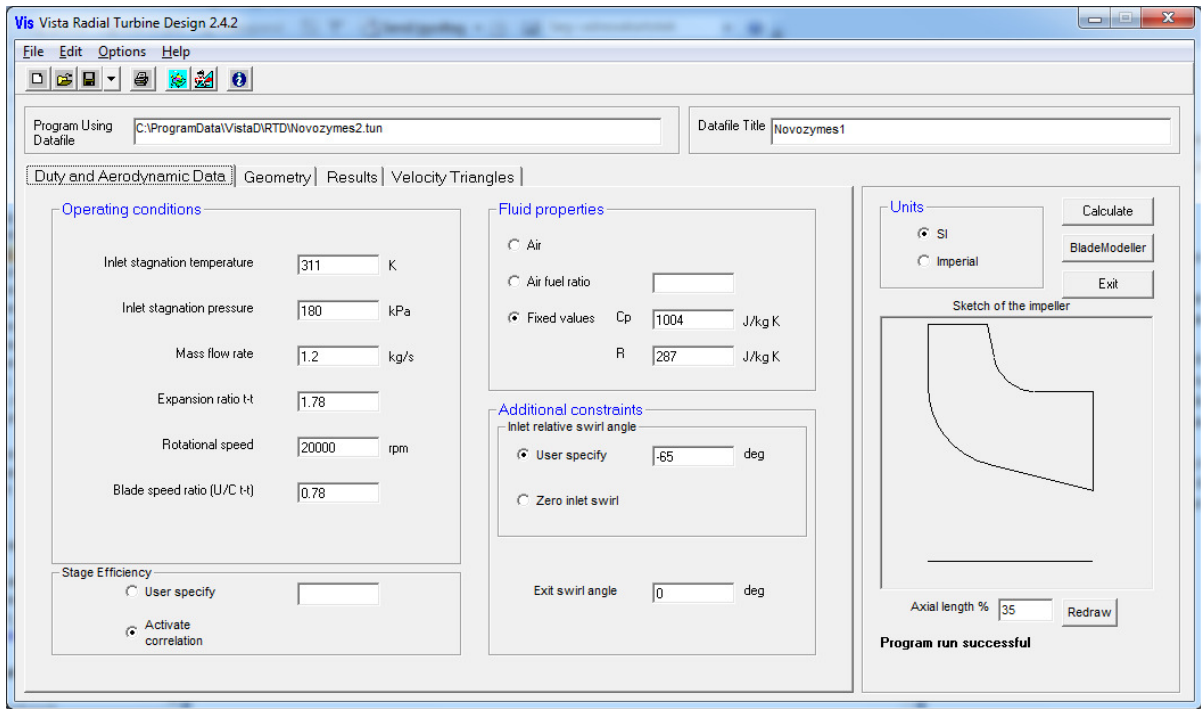 Vis Vista Radial Turbine Design 2.4.2
File Edit Options Help
Program Using Datafile
C:\ProgramData\VistaD\RTD\Novozymes2.tun
Datafile Title Novozymes1
Duty and Aerodynamic Data Geometry Results Velocity Triangles
Operating conditions
Inlet stagnation temperature 311 K
Inlet stagnation pressure 180 kPa
Mass flow rate 1.2 kg/s
Expansion ratio t-t 1.78
Rotational speed 20000 rpm
Blade speed ratio (U/C t-t) 0.78
Stage Efficiency
User specify
Activate
correlation
Fluid properties
Air
Air fuel ratio
Fixed values Cp 1004 J/kg K
R 287 J/kg K
Additional constraints
Inlet relative swirl angle
User specify -65 deg
Zero inlet swirl
Exit swirl angle 0 deg
Units
SI
Imperial
Calculate
BladeModeller
Exit
Sketch of the impeller
Axial length % 35 Redraw
Program run successful